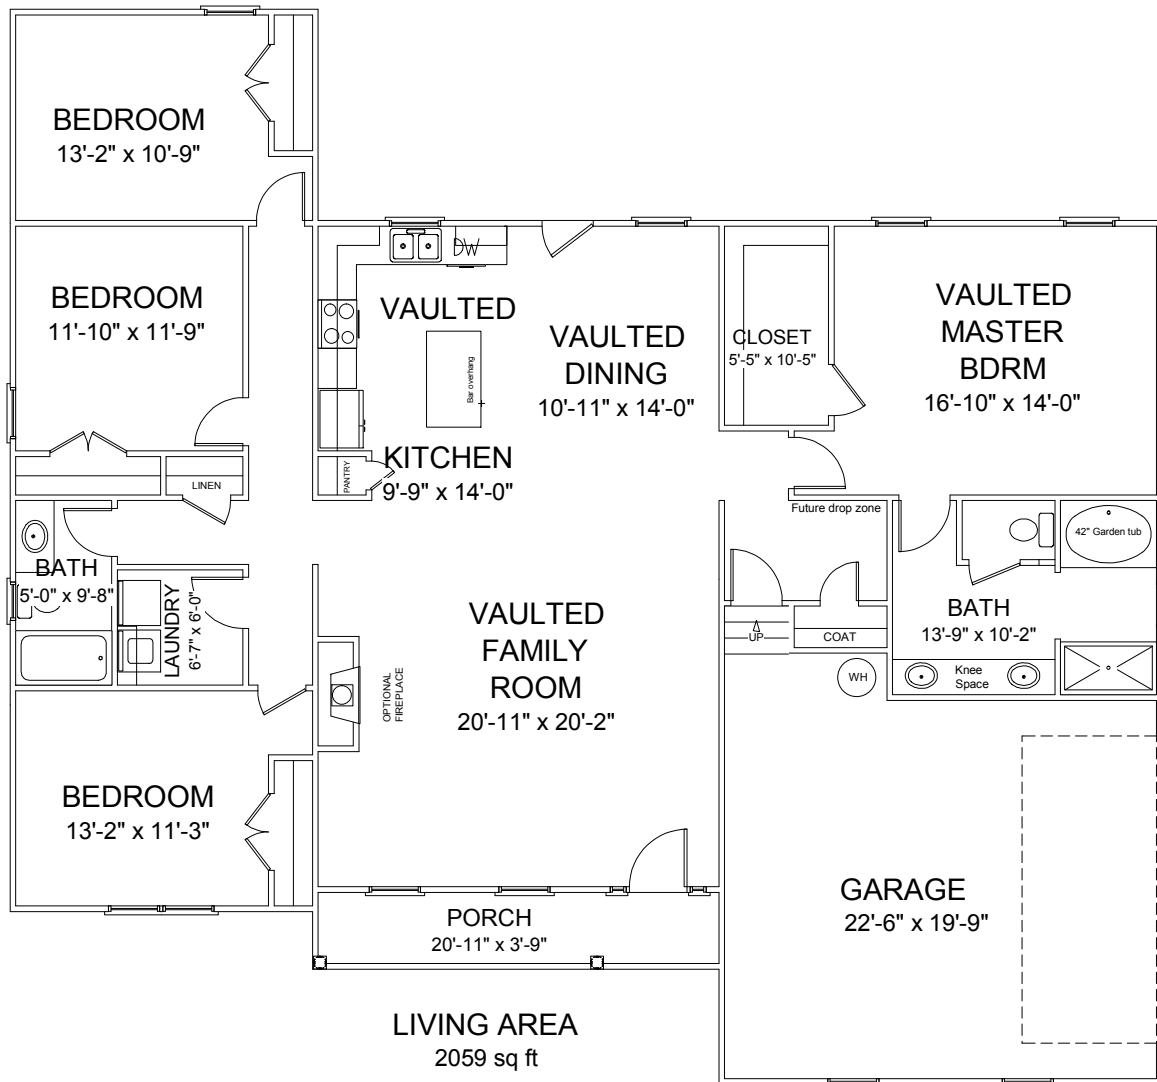 BEDROOM
13'-2" x 10'-9"
BEDROOM
11'-10" x 11'-9"
LINEN
BATH
5'-0" x 9'-8"
LAUNDRY
6'-7" x 6'-0"
BEDROOM
13'-2" x 11'-3"
DW
VAULTED
KITCHEN
9'-9" x 14'-0"
Bar overhang
PANTRY
VAULTED
DINING
10'-11" x 14'-0"
CLOSET
5'-5" x 10'-5"
VAULTED
MASTER
BDRM
16'-10" x 14'-0"
Future drop zone
42" Garden tub
BATH
13'-9" x 10'-2"
Knee
Space
UP
COAT
WH
VAULTED
FAMILY
ROOM
20'-11" x 20'-2"
OPTIONAL
FIREPLACE
GARAGE
22'-6" x 19'-9"
PORCH
20'-11" x 3'-9"
LIVING AREA
2059 sq ft